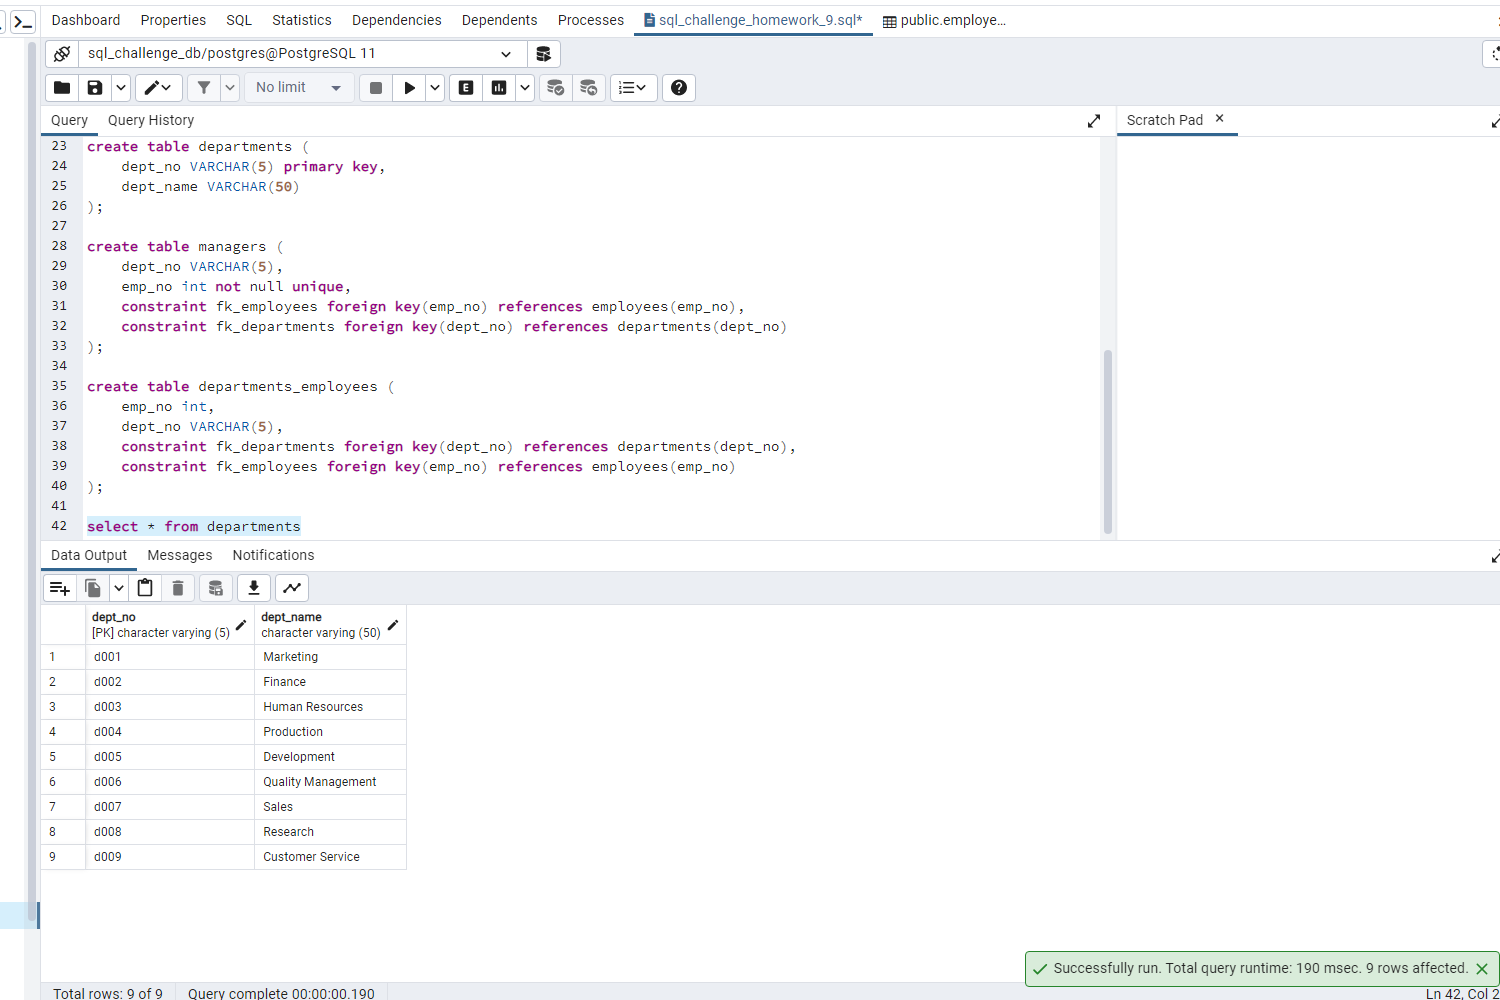 Dashboard Properties SQL Statistics Dependencies Dependents Processes sql_challenge_homework_9.sql* public.employe...
sql_challenge_db/postgres@PostgreSQL 11
No limit E ?
Query Query History Scratch Pad ×
23 create table departments (
24 dept_no VARCHAR(5) primary key,
25 dept_name VARCHAR(50)
26 );
27
28 create table managers (
29 dept_no VARCHAR(5),
30 emp_no int not null unique,
31 constraint fk_employees foreign key(emp_no) references employees(emp_no),
32 constraint fk_departments foreign key(dept_no) references departments(dept_no)
33 );
34
35 create table departments_employees (
36 emp_no int,
37 dept_no VARCHAR(5),
38 constraint fk_departments foreign key(dept_no) references departments(dept_no),
39 constraint fk_employees foreign key(emp_no) references employees(emp_no)
40 );
41
42 select * from departments
Data Output Messages Notifications
dept_no dept_name
[PK] character varying (5) character varying (50)
1 d001 Marketing
2 d002 Finance
3 d003 Human Resources
4 d004 Production
5 d005 Development
6 d006 Quality Management
7 d007 Sales
8 d008 Research
9 d009 Customer Service
Successfully run. Total query runtime: 190 msec. 9 rows affected.
Total rows: 9 of 9 Query complete 00:00:00.190 Ln 42, Col 2